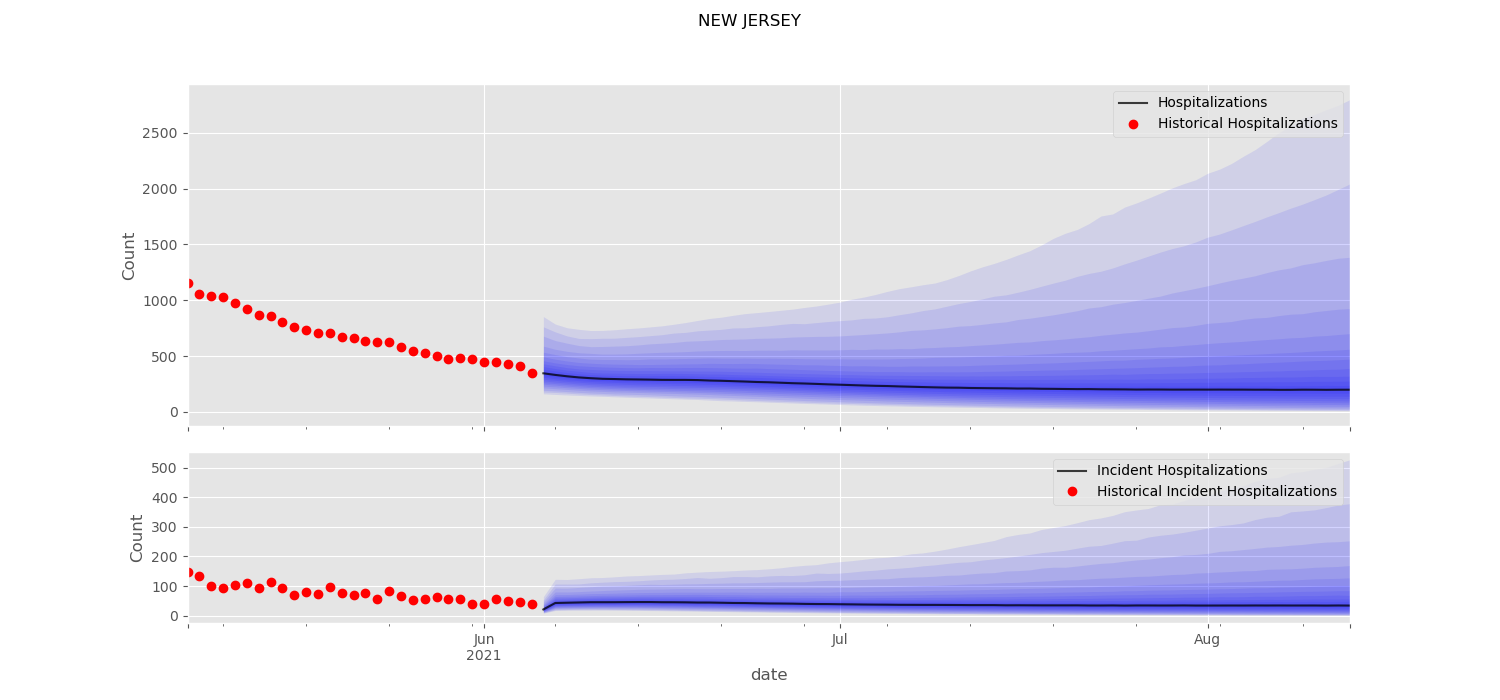 NEW JERSEY
Hospitalizations
Historical Hospitalizations
2500
2000
1500
1000
500
0
Count
Incident Hospitalizations
Historical Incident Hospitalizations
500
400
300
200
100
0
Count
Jun
2021
Jul
Aug
date